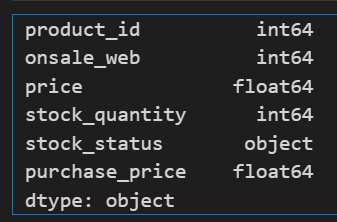 product_id int64
onsale_web int64
price float64
stock_quantity int64
stock_status object
purchase_price float64
dtype: object